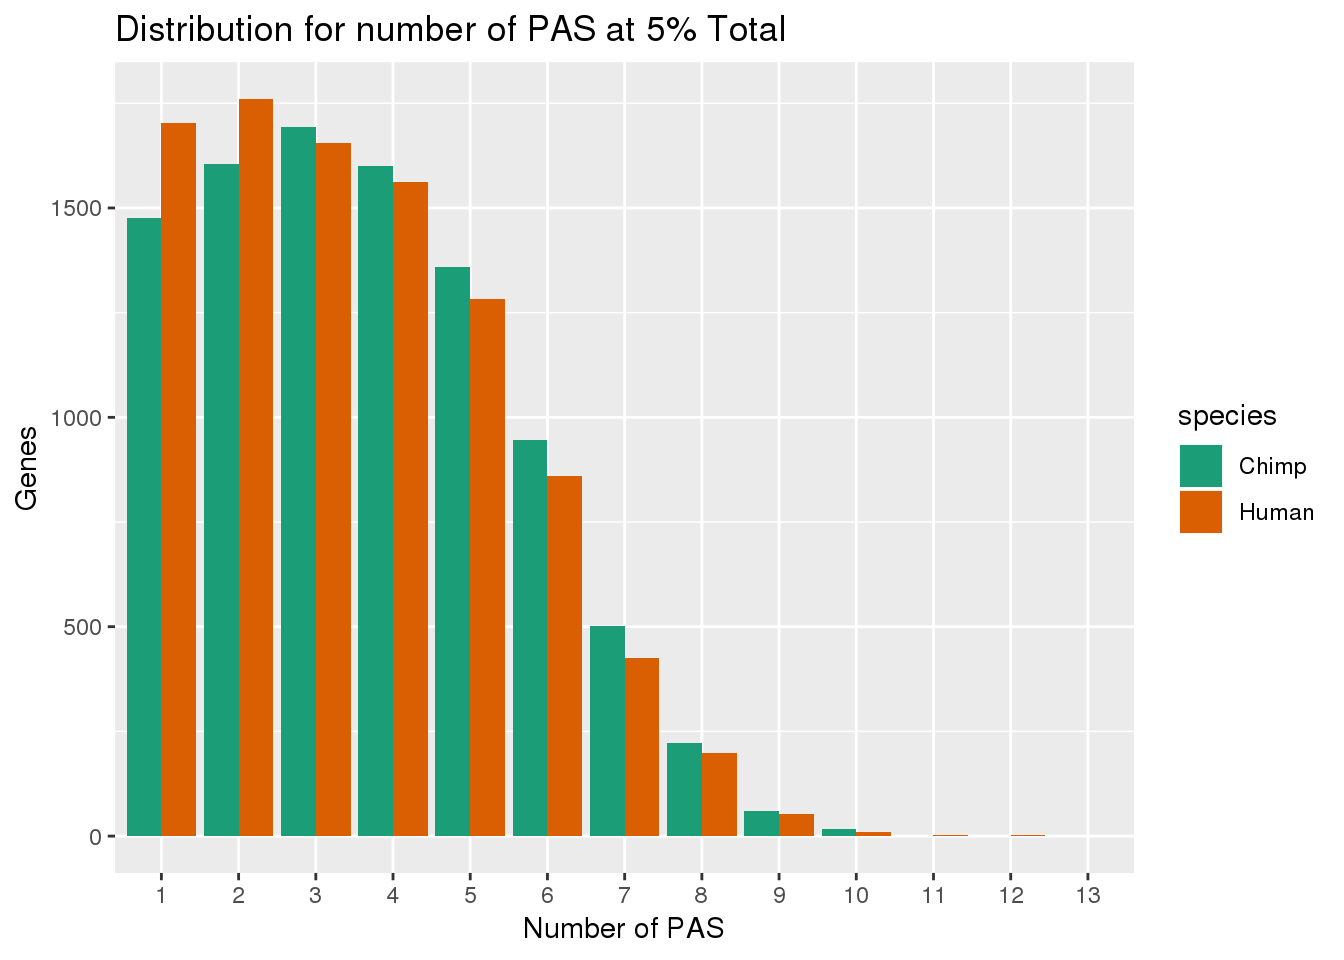 Distribution for number of PAS at 5% Total
1500
1000
500
0
Genes
1 2 3 4 5 6 7 8 9 10 11 12 13
Number of PAS
species
Chimp
Human